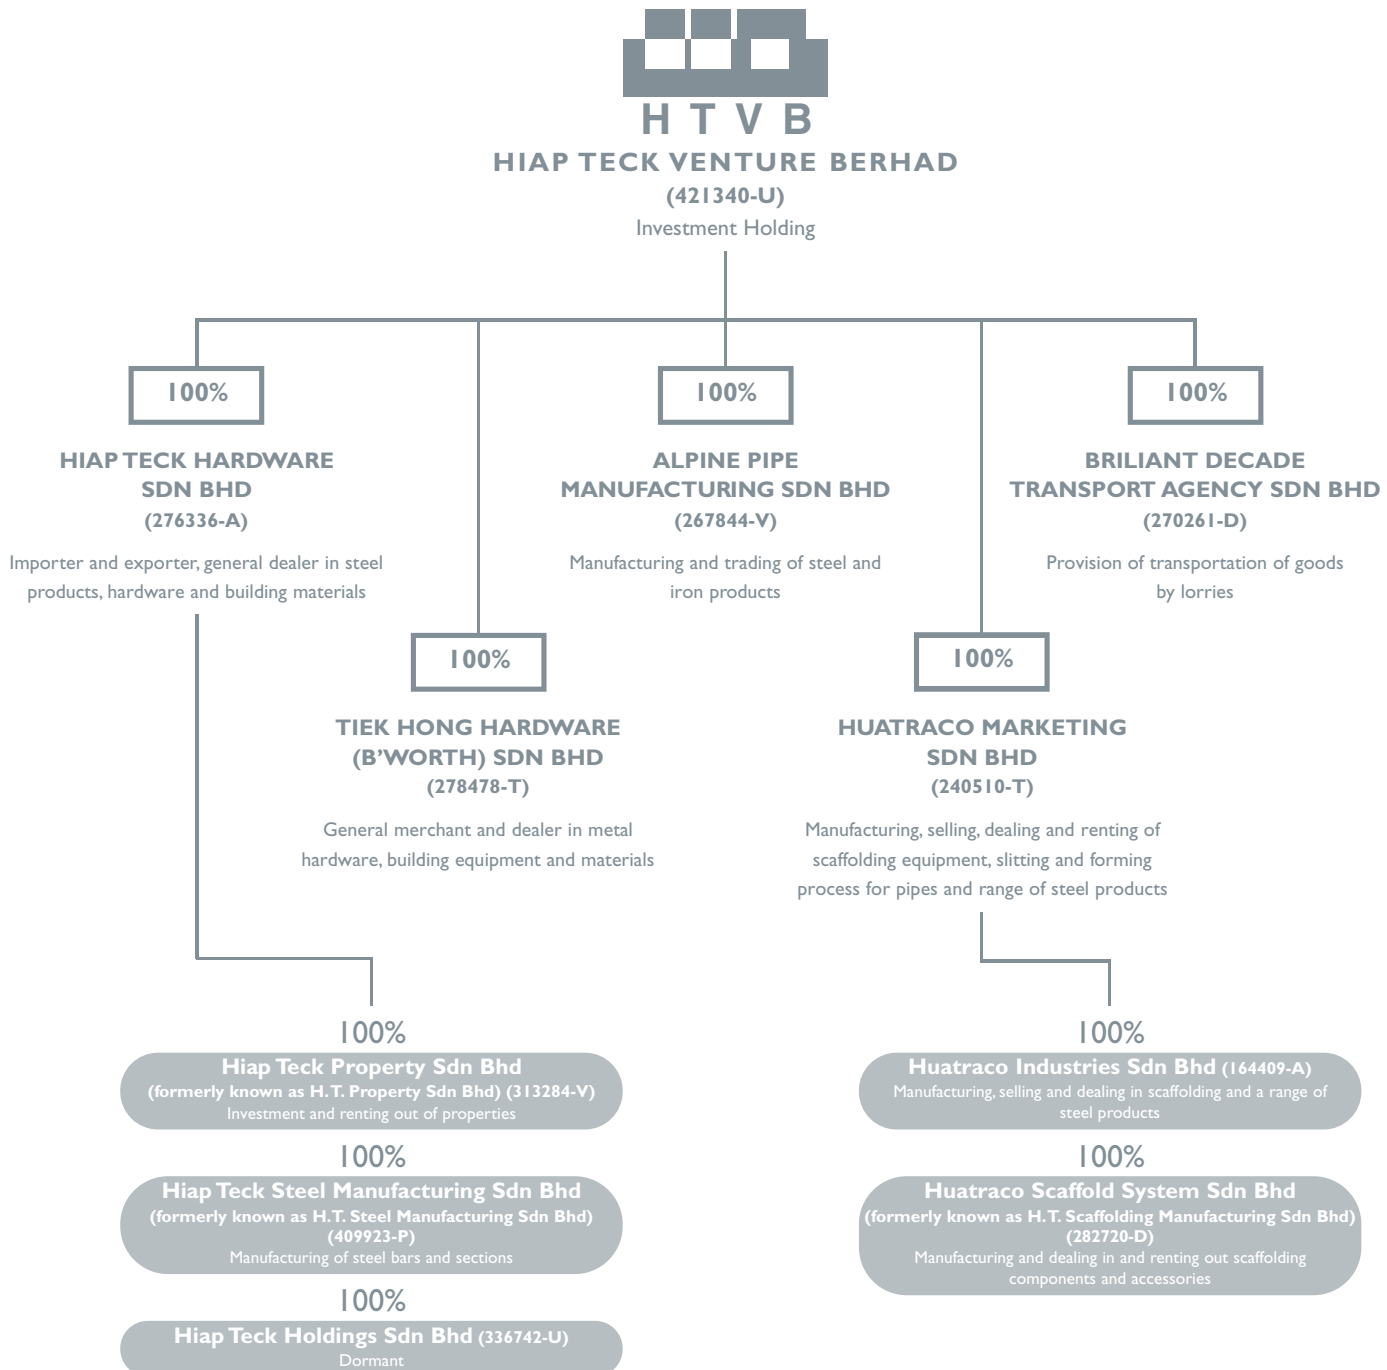 H T V B
HIAP TECK VENTURE BERHAD
(421340-U)
Investment Holding
100%
HIAP TECK HARDWARE
SDN BHD
(276336-A)
Importer and exporter, general dealer in steel
products, hardware and building materials
100%
ALPINE PIPE
MANUFACTURING SDN BHD
(267844-V)
Manufacturing and trading of steel and
iron products
100%
BRILIANT DECADE
TRANSPORT AGENCY SDN BHD
(270261-D)
Provision of transportation of goods
by lorries
100%
TIEK HONG HARDWARE
(B’WORTH) SDN BHD
(278478-T)
General merchant and dealer in metal
hardware, building equipment and materials
100%
HUATRACO MARKETING
SDN BHD
(240510-T)
Manufacturing, selling, dealing and renting of
scaffolding equipment, slitting and forming
process for pipes and range of steel products
100%
Hiap Teck Property Sdn Bhd
(formerly known as H.T. Property Sdn Bhd) (313284-V)
Investment and renting out of properties
100%
Hiap Teck Steel Manufacturing Sdn Bhd
(formerly known as H.T. Steel Manufacturing Sdn Bhd)
(409923-P)
Manufacturing of steel bars and sections
100%
Hiap Teck Holdings Sdn Bhd (336742-U)
Dormant
100%
Huatraco Industries Sdn Bhd (164409-A)
Manufacturing, selling and dealing in scaffolding and a range of
steel products
100%
Huatraco Scaffold System Sdn Bhd
(formerly known as H.T. Scaffolding Manufacturing Sdn Bhd)
(282720-D)
Manufacturing and dealing in and renting out scaffolding
components and accessories